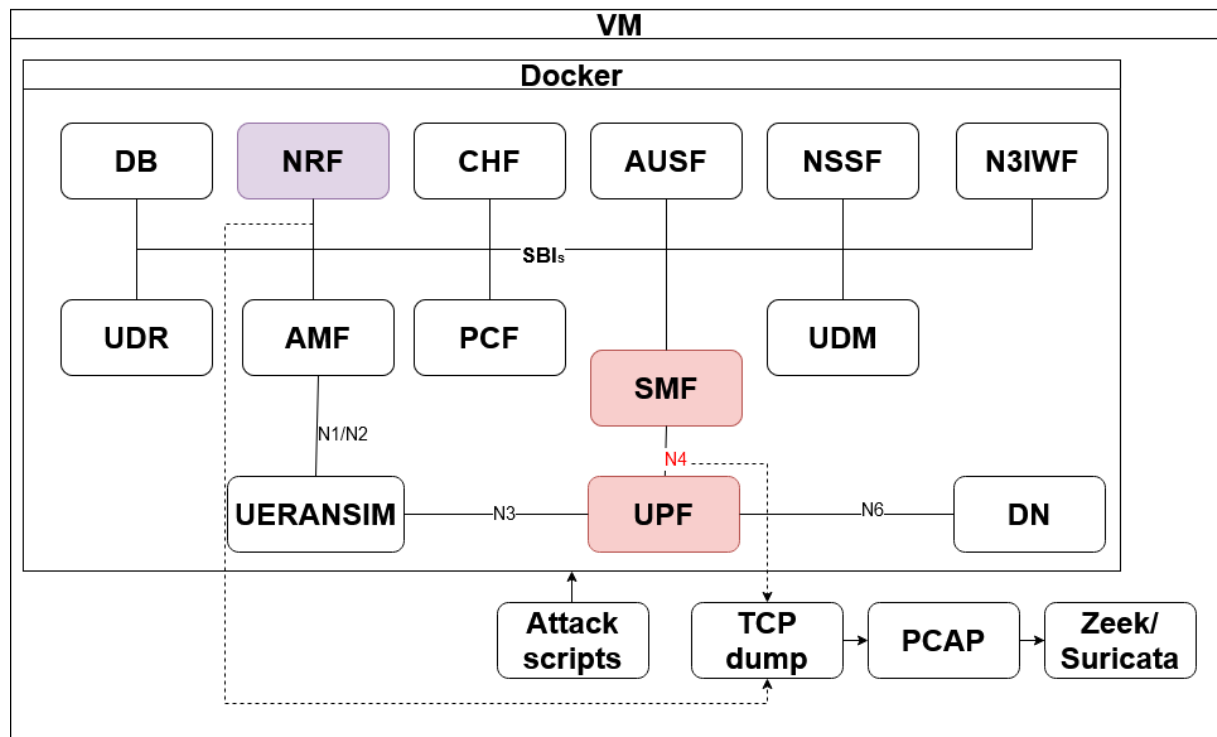 VM
Docker
DB
NRF
CHF
AUSF
NSSF
N3IWF
SBIs
UDR
AMF
PCF
UDM
SMF
N1/N2
N4
UERANSIM
N3
UPF
N6
DN
Attack
scripts
TCP
dump
PCAP
Zeek/
Suricata